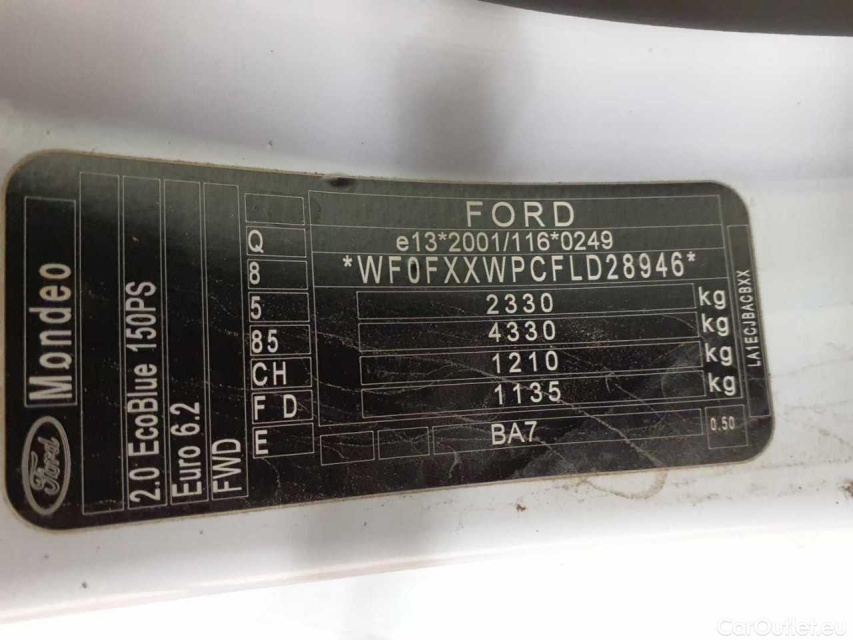 FORD
e13*2001/116*0249
*WF0FXXWPCFLD28946*
2330 kg
4330 kg
1210 kg
1135 kg
BA7
0.50
LA1ECJBACBXX
Q
8
5
85
CH
F D
E
Ford
Mondeo
2.0 EcoBlue 150PS
Euro 6.2
FWD
CarOutlet.eu